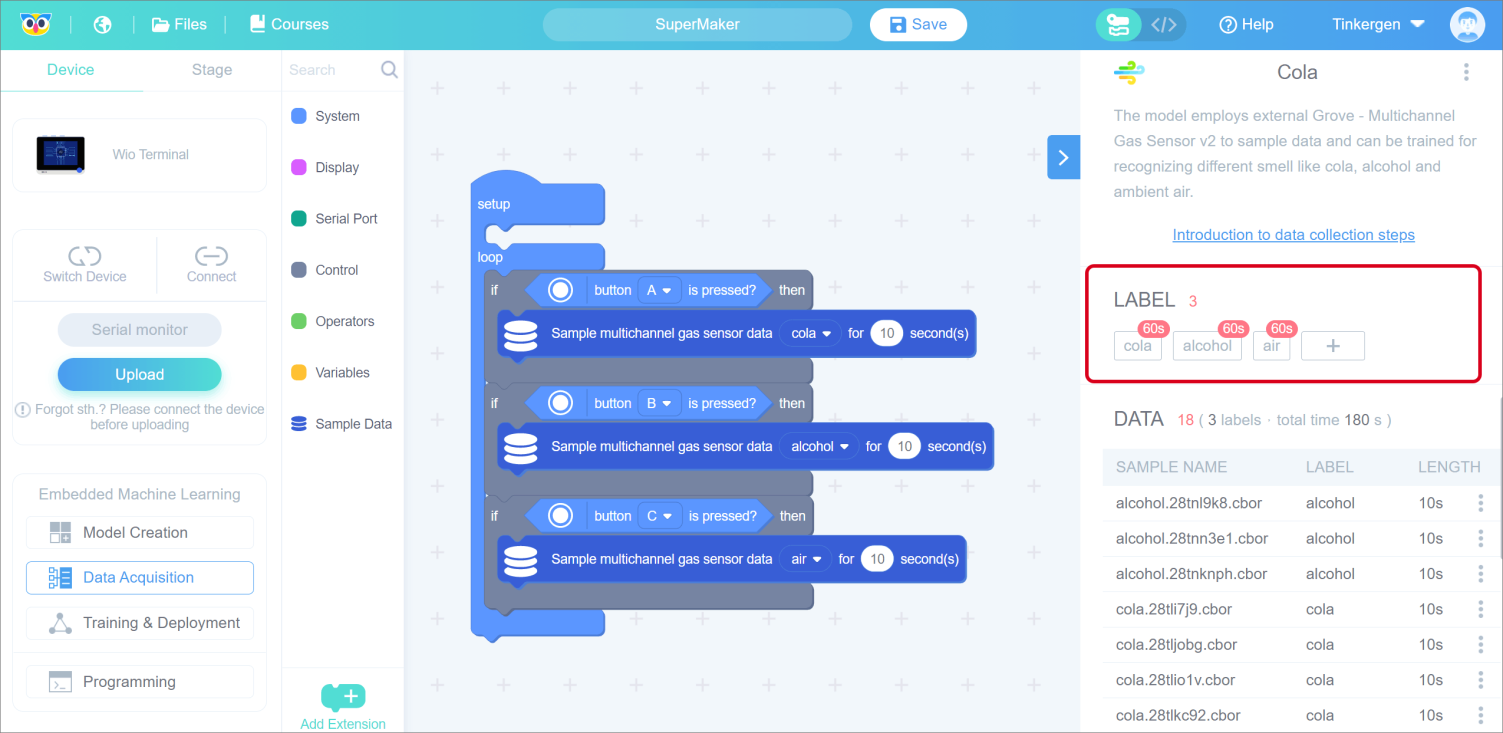 Files
Courses
SuperMaker
Save
Help
Tinkergen
Device
Stage
Search
Wio Terminal
Switch Device
Connect
Serial monitor
Upload
Forgot sth.? Please connect the device
before uploading
Embedded Machine Learning
Model Creation
Data Acquisition
Training & Deployment
Programming
System
Display
Serial Port
Control
Operators
Variables
Sample Data
Add Extension
setup
loop
if button A is pressed? then
Sample multichannel gas sensor data cola for 10 second(s)
if button B is pressed? then
Sample multichannel gas sensor data alcohol for 10 second(s)
if button C is pressed? then
Sample multichannel gas sensor data air for 10 second(s)
Cola
The model employs external Grove - Multichannel
Gas Sensor v2 to sample data and can be trained for
recognizing different smell like cola, alcohol and
ambient air.
Introduction to data collection steps
LABEL 3
60s 60s 60s
cola alcohol air +
DATA 18 ( 3 labels · total time 180 s )
SAMPLE NAME LABEL LENGTH
alcohol.28tnl9k8.cbor alcohol 10s
alcohol.28tnn3e1.cbor alcohol 10s
alcohol.28tnknph.cbor alcohol 10s
cola.28tli7j9.cbor cola 10s
cola.28tljobg.cbor cola 10s
cola.28tlio1v.cbor cola 10s
cola.28tlkc92.cbor cola 10s